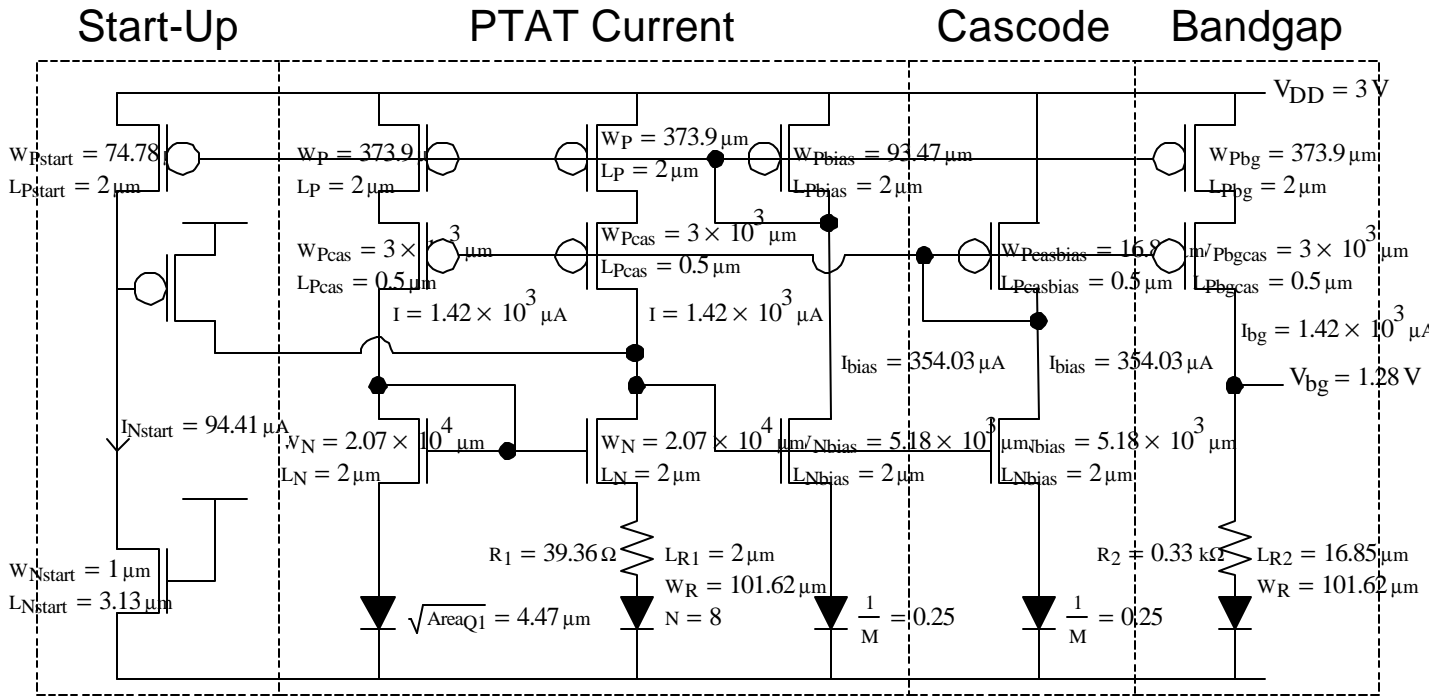 Start-Up
PTAT Current
Cascode
Bandgap
V_DD = 3 V
W_Pstart = 74.78
L_Pstart = 2 μm
W_P = 373.9 μm
L_P = 2 μm
W_P = 373.9 μm
L_P = 2 μm
W_Pbias = 93.47 μm
L_Pbias = 2 μm
W_Pbg = 373.9 μm
L_Pbg = 2 μm
W_Pcas = 3 × 10^3 μm
L_Pcas = 0.5 μm
W_Pcas = 3 × 10^3 μm
L_Pcas = 0.5 μm
W_Pcasbias = 16.8
L_Pcasbias = 0.5 μm
W_Pbgcas = 3 × 10^3 μm
L_Pbgcas = 0.5 μm
I = 1.42 × 10^3 μA
I = 1.42 × 10^3 μA
I_bg = 1.42 × 10^3 μA
I_bias = 354.03 μA
I_bias = 354.03 μA
V_bg = 1.28 V
I_Nstart = 94.41 μA
W_N = 2.07 × 10^4 μm
L_N = 2 μm
W_N = 2.07 × 10^4 μm
L_N = 2 μm
W_Nbias = 5.18 × 10^3 μm
L_Nbias = 2 μm
W_Nbias = 5.18 × 10^3 μm
L_Nbias = 2 μm
W_Nstart = 1 μm
L_Nstart = 3.13 μm
R_1 = 39.36 Ω
L_R1 = 2 μm
W_R = 101.62 μm
N = 8
R_2 = 0.33 kΩ
L_R2 = 16.85 μm
W_R = 101.62 μm
√Area_Q1 = 4.47 μm
1/M = 0.25
1/M = 0.25